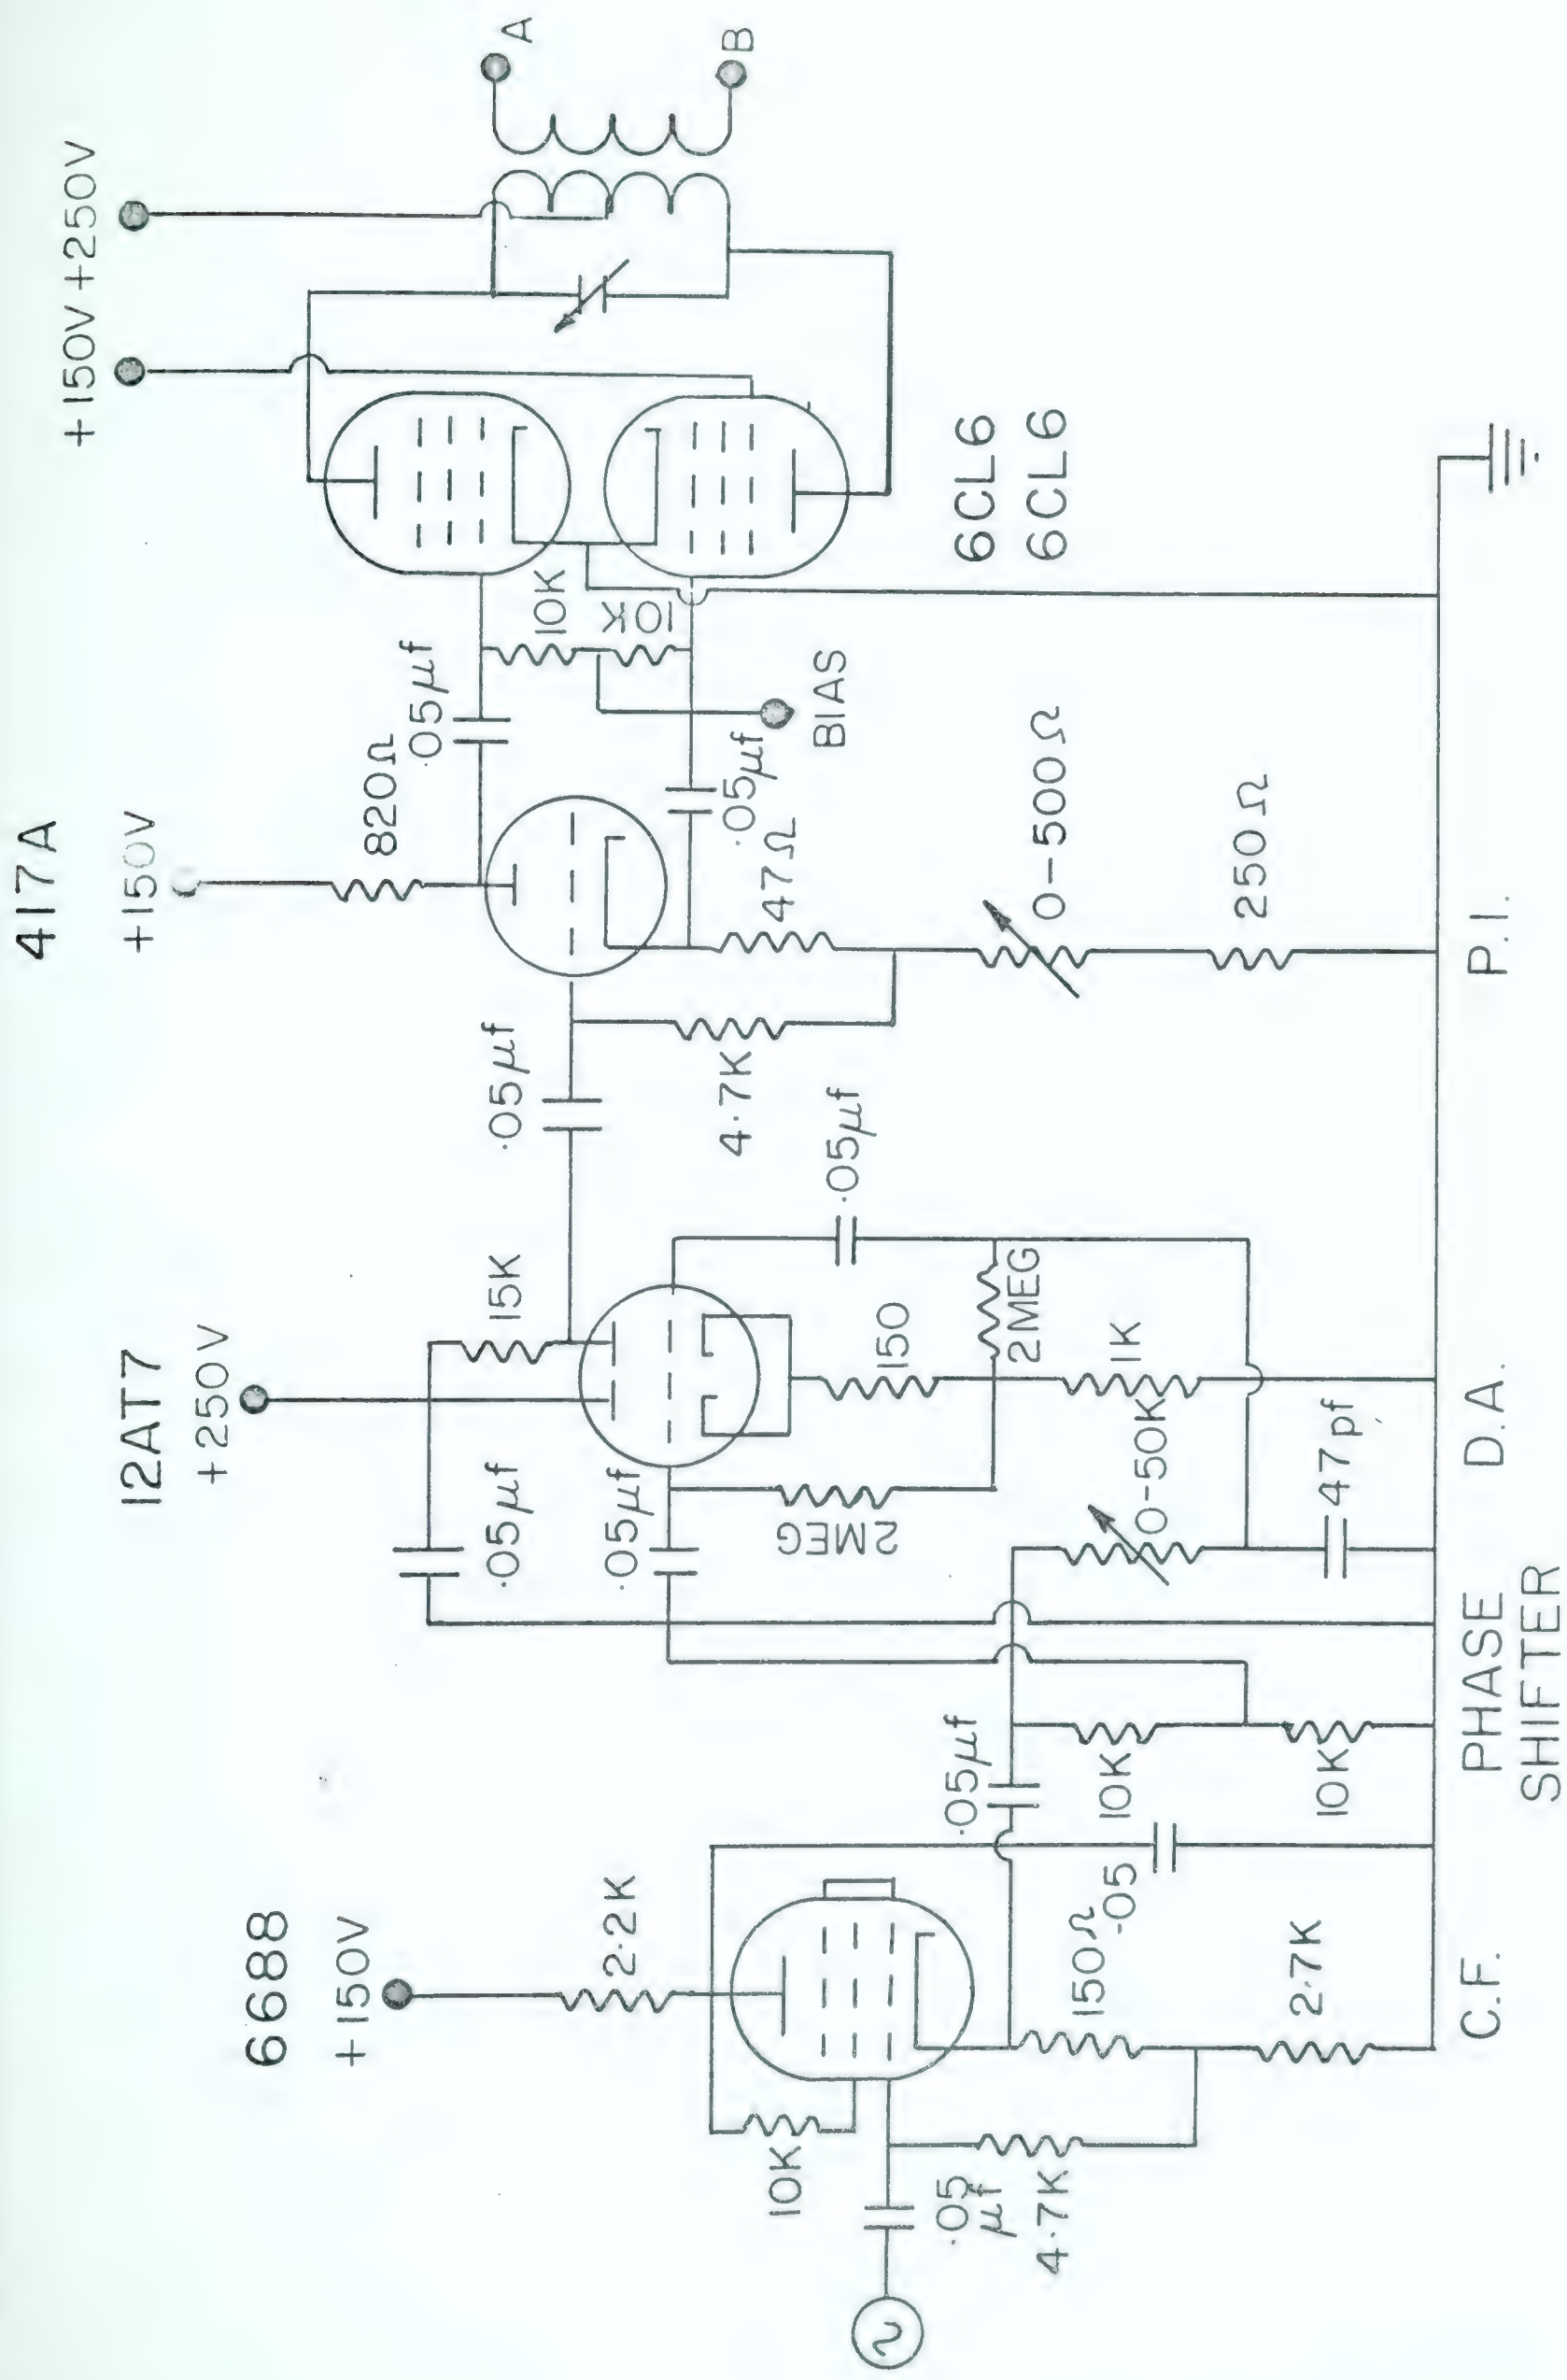 6688
+150V
2·2K
10K
.05
μf
4·7K
150Ω
.05
2·7K
C.F.
.05μf
10K
10K
PHASE
SHIFTER
12AT7
+250V
.05μf
.05μf
15K
2MEG
150
2MEG
1K
0-50K
47pf
D.A.
.05μf
.05μf
4·7K
417A
+150V
820Ω
.05μf
.05μf
47Ω
0-500Ω
250Ω
P.I.
10K
10K
BIAS
+150V +250V
6CL6
6CL6
A
B